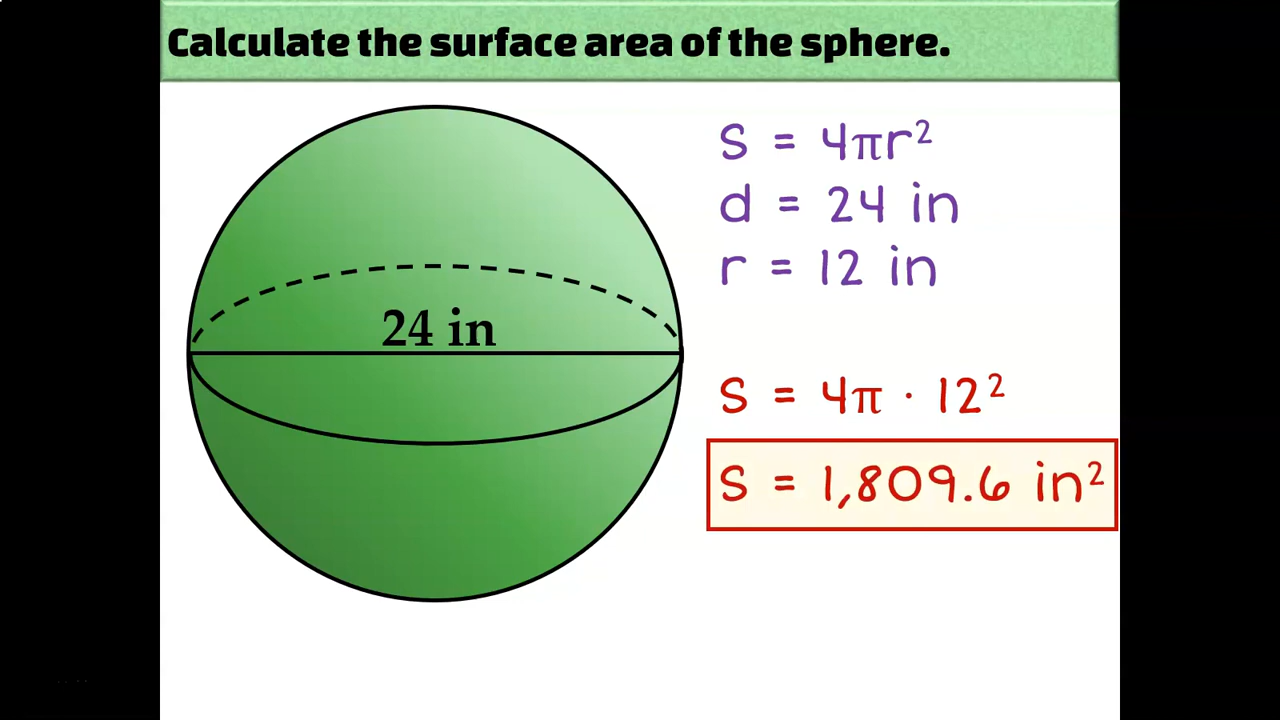 Calculate the surface area of the sphere.
S = 4πr²
d = 24 in
r = 12 in
24 in
S = 4π · 12²
S = 1,809.6 in²